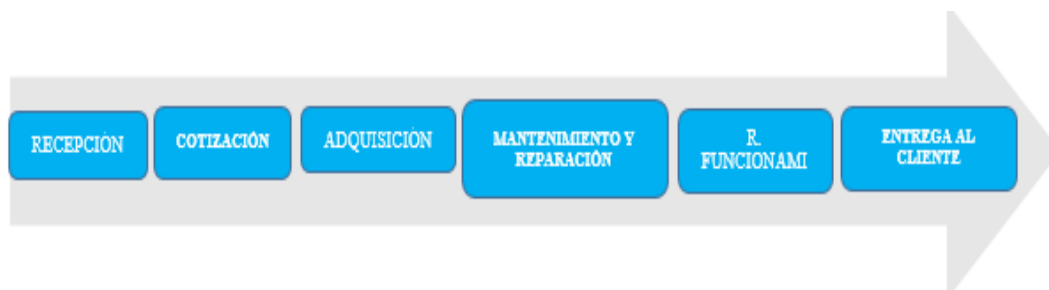 RECEPCIÓN
COTIZACIÓN
ADQUISICIÓN
MANTENIMIENTO Y
REPARACIÓN
R.
FUNCIONAMI
ENTREGA AL
CLIENTE